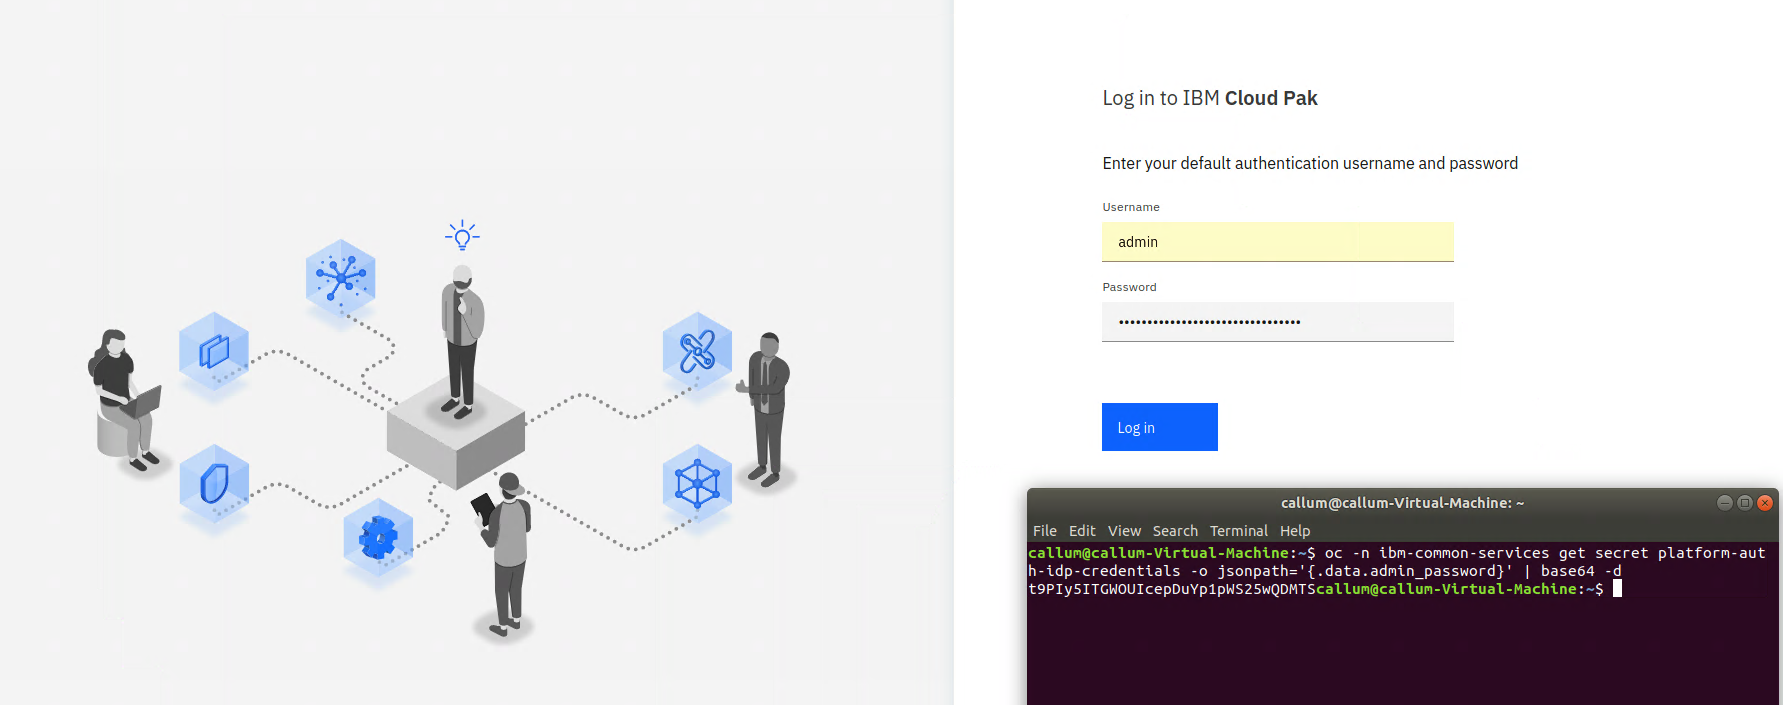 Log in to IBM Cloud Pak
Enter your default authentication username and password
Username
admin
Password
••••••••••••••••••••••••••••••••
Log in
callum@callum-Virtual-Machine: ~
File Edit View Search Terminal Help
callum@callum-Virtual-Machine:~$ oc -n ibm-common-services get secret platform-aut
h-idp-credentials -o jsonpath='{.data.admin_password}' | base64 -d
t9PIy5ITGWOUIcepDuYp1pWS25wQDMTScallum@callum-Virtual-Machine:~$